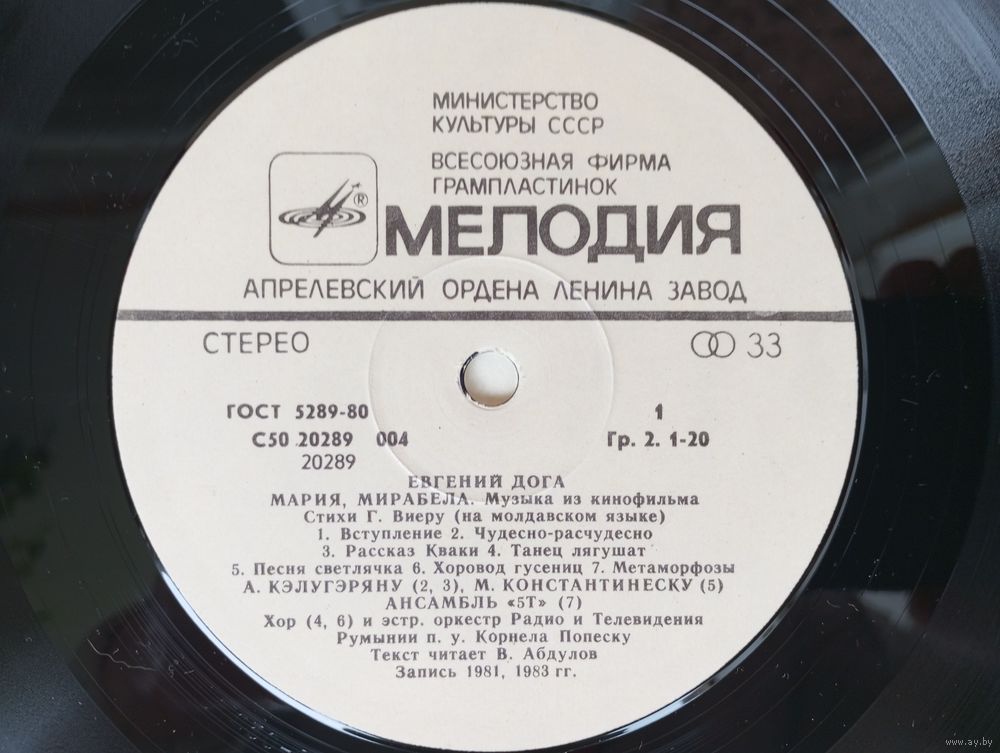 МИНИСТЕРСТВО
КУЛЬТУРЫ СССР
ВСЕСОЮЗНАЯ ФИРМА
ГРАМПЛАСТИНОК
®
МЕЛОДИЯ
АПРЕЛЕВСКИЙ ОРДЕНА ЛЕНИНА ЗАВОД
СТЕРЕО
33
ГОСТ 5289-80
1
С50 20289 004
Гр. 2. 1-20
20289
ЕВГЕНИЙ ДОГА
МАРИЯ, МИРАБЕЛА. Музыка из кинофильма
Стихи Г. Виеру (на молдавском языке)
1. Вступление 2. Чудесно-расчудесно
3. Рассказ Кваки 4. Танец лягушат
5. Песня светлячка 6. Хоровод гусениц 7. Метаморфозы
А. КЭЛУГЭРЯНУ (2, 3), М. КОНСТАНТИНЕСКУ (5)
АНСАМБЛЬ «5Т» (7)
Хор (4, 6) и эстр. оркестр Радио и Телевидения
Румынии п. у. Корнела Попеску
Текст читает В. Абдулов
Запись 1981, 1983 гг.
www.ay.by